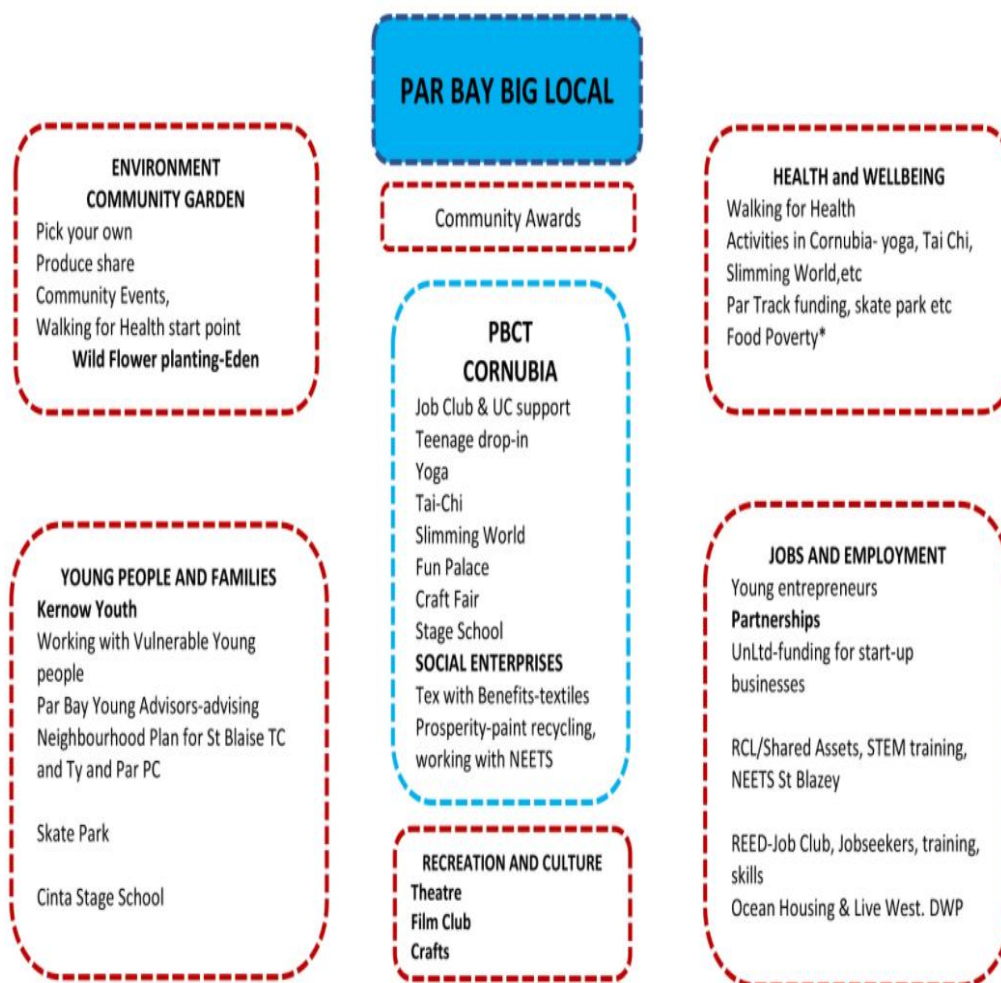 PAR BAY BIG LOCAL
Community Awards
ENVIRONMENT
COMMUNITY GARDEN
Pick your own
Produce share
Community Events,
Walking for Health start point
Wild Flower planting-Eden
PBCT
CORNUBIA
Job Club & UC support
Teenage drop-in
Yoga
Tai-Chi
Slimming World
Fun Palace
Craft Fair
Stage School
SOCIAL ENTERPRISES
Tex with Benefits-textiles
Prosperity-paint recycling,
working with NEETS
HEALTH and WELLBEING
Walking for Health
Activities in Cornubia- yoga, Tai Chi,
Slimming World,etc
Par Track funding, skate park etc
Food Poverty*
YOUNG PEOPLE AND FAMILIES
Kernow Youth
Working with Vulnerable Young
people
Par Bay Young Advisors-advising
Neighbourhood Plan for St Blaise TC
and Ty and Par PC
Skate Park
Cinta Stage School
RECREATION AND CULTURE
Theatre
Film Club
Crafts
JOBS AND EMPLOYMENT
Young entrepreneurs
Partnerships
UnLtd-funding for start-up
businesses
RCL/Shared Assets, STEM training,
NEETS St Blazey
REED-Job Club, Jobseekers, training,
skills
Ocean Housing & Live West. DWP